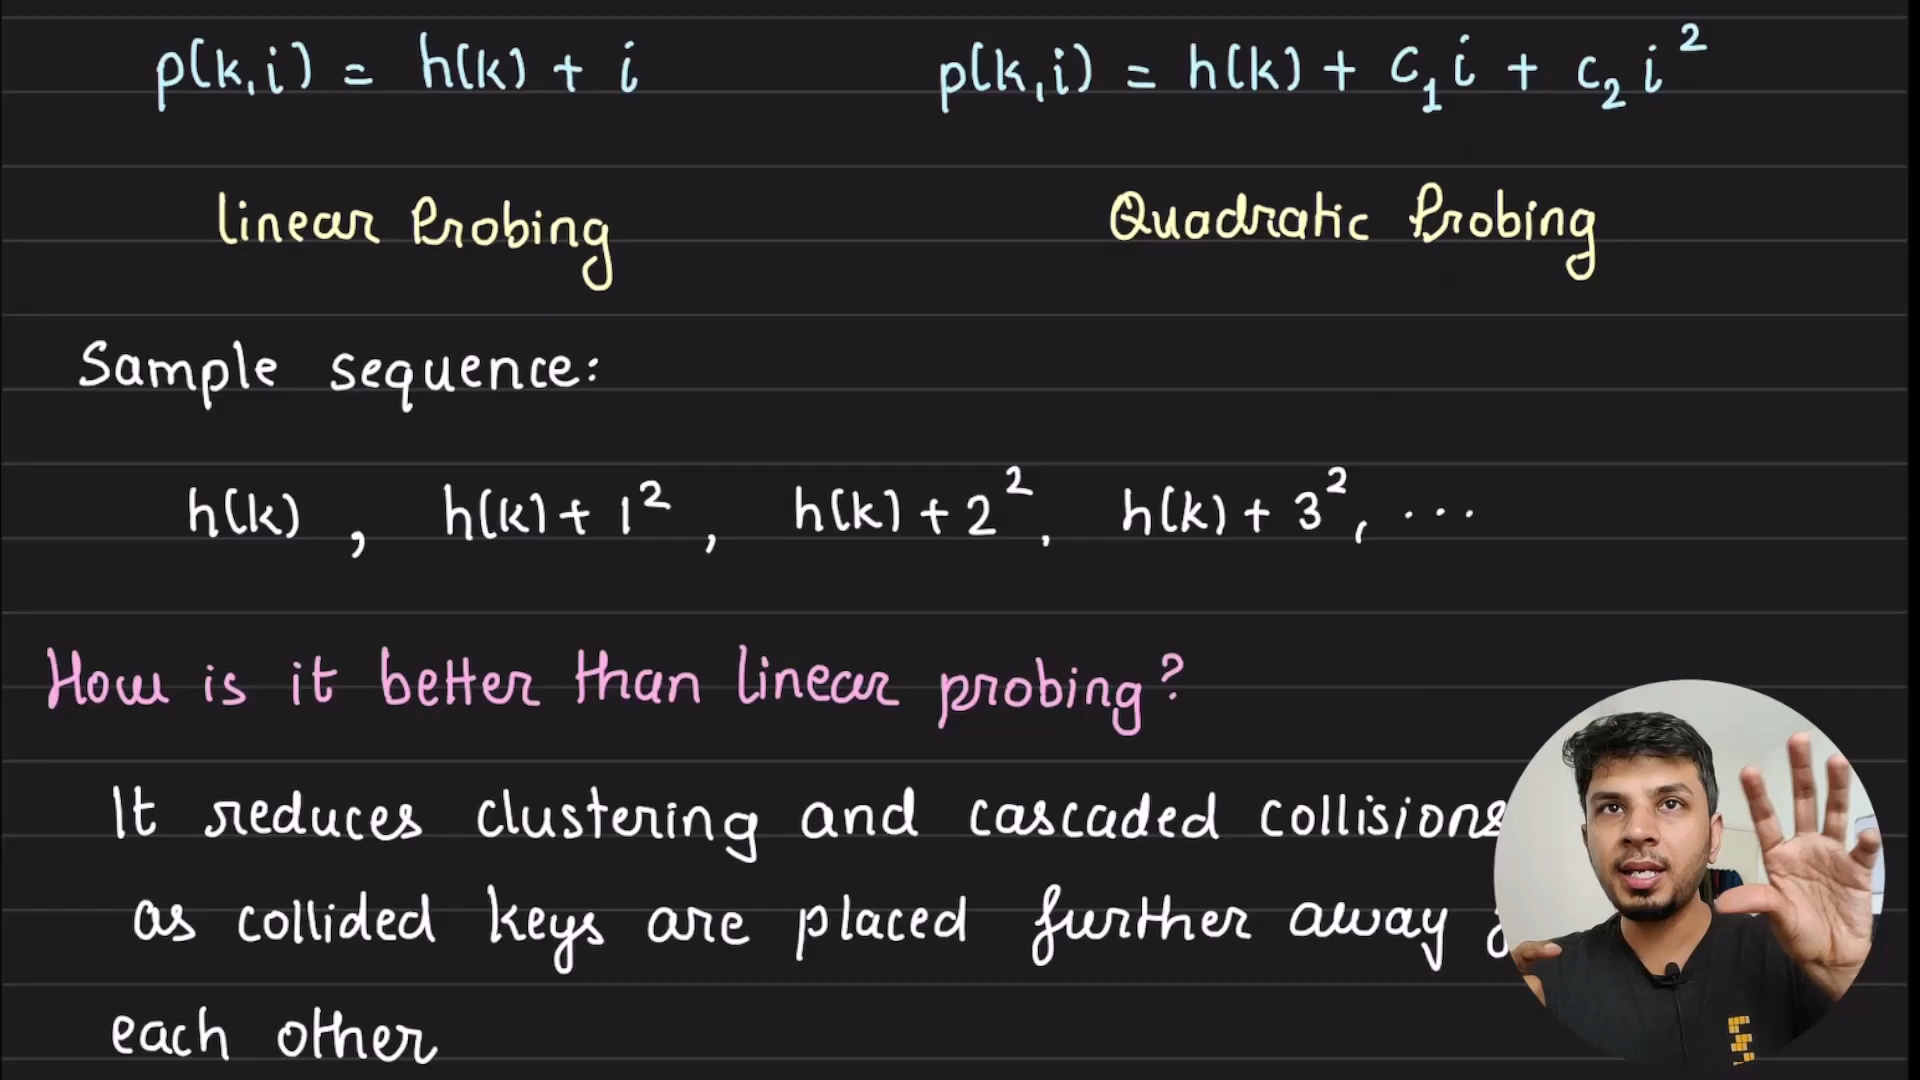 p(k,i) = h(k) + i
p(k,i) = h(k) + c₁i + c₂i²
Linear Probing
Quadratic Probing
Sample sequence:
h(k) , h(k) + 1² , h(k) + 2² , h(k) + 3² , ...
How is it better than linear probing?
It reduces clustering and cascaded collisions
as collided keys are placed further away
each other